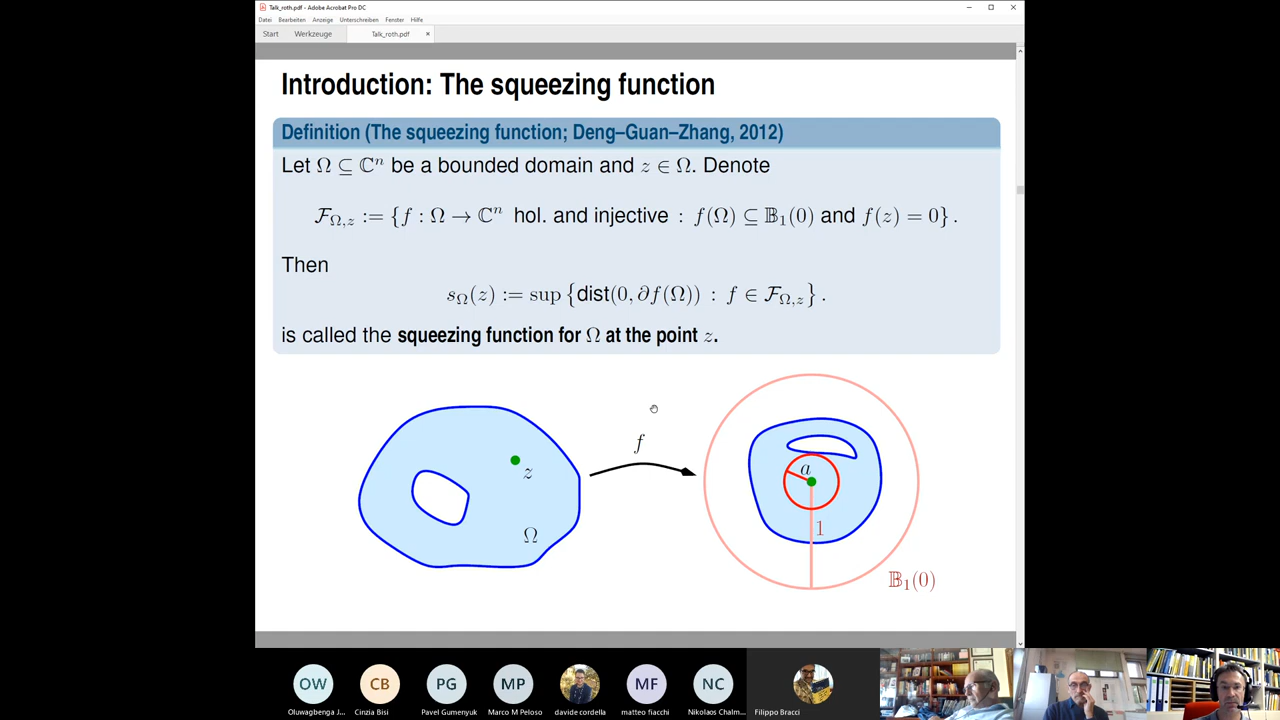 Talk_roth.pdf - Adobe Acrobat Pro DC
Datei Bearbeiten Anzeige Unterschreiben Fenster Hilfe
Start Werkzeuge Talk_roth.pdf ×
Introduction: The squeezing function
Definition (The squeezing function; Deng–Guan–Zhang, 2012)
Let Ω ⊆ ℂⁿ be a bounded domain and z ∈ Ω. Denote
ℱ_{Ω,z} := {f : Ω → ℂⁿ hol. and injective : f(Ω) ⊆ 𝔹₁(0) and f(z) = 0} .
Then
s_Ω(z) := sup {dist(0, ∂f(Ω)) : f ∈ ℱ_{Ω,z}} .
is called the squeezing function for Ω at the point z.
f
z
a
Ω
1
𝔹₁(0)
OW CB PG MP MF NC
Oluwagbenga J... Cinzia Bisi Pavel Gumenyuk Marco M Peloso davide cordella matteo fiacchi Nikolaos Chalm... Filippo Bracci